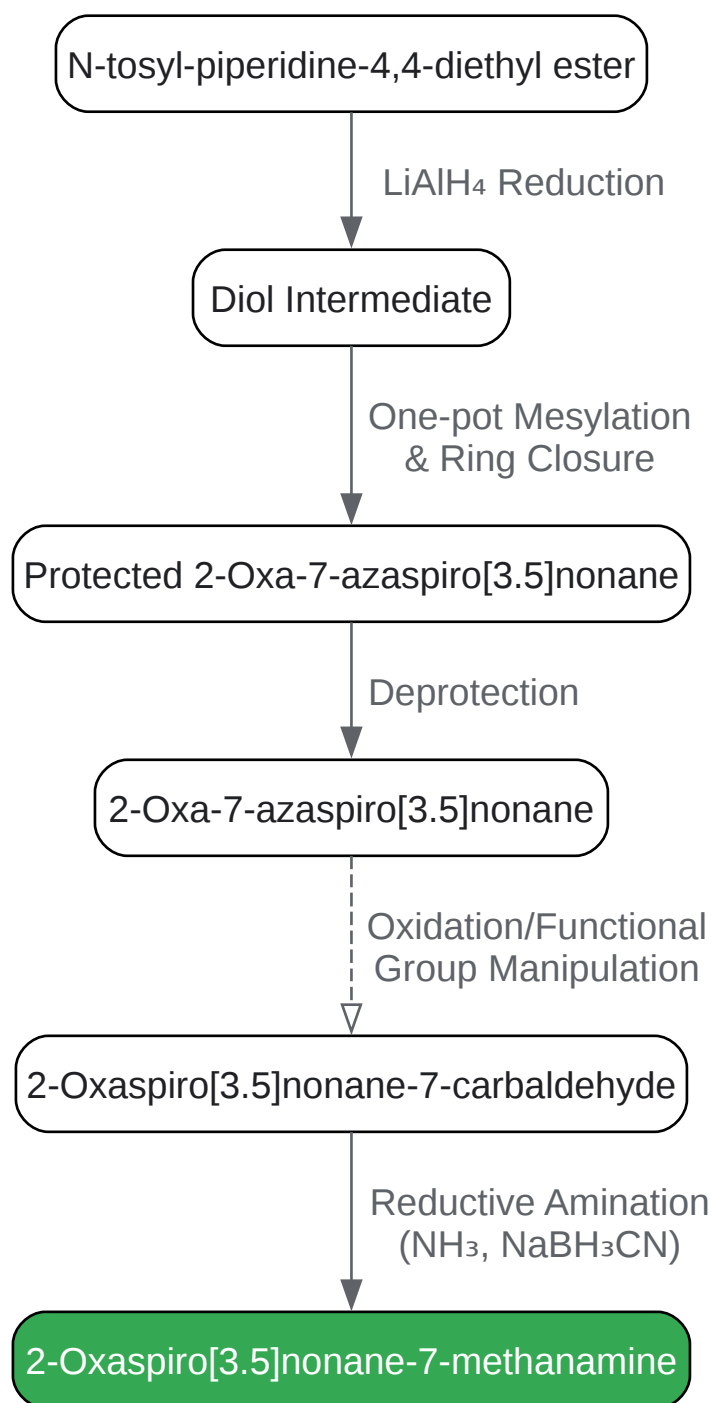 N-tosyl-piperidine-4,4-diethyl ester
LiAlH₄ Reduction
Diol Intermediate
One-pot Mesylation
& Ring Closure
Protected 2-Oxa-7-azaspiro[3.5]nonane
Deprotection
2-Oxa-7-azaspiro[3.5]nonane
Oxidation/Functional
Group Manipulation
2-Oxaspiro[3.5]nonane-7-carbaldehyde
Reductive Amination
(NH₃, NaBH₃CN)
2-Oxaspiro[3.5]nonane-7-methanamine